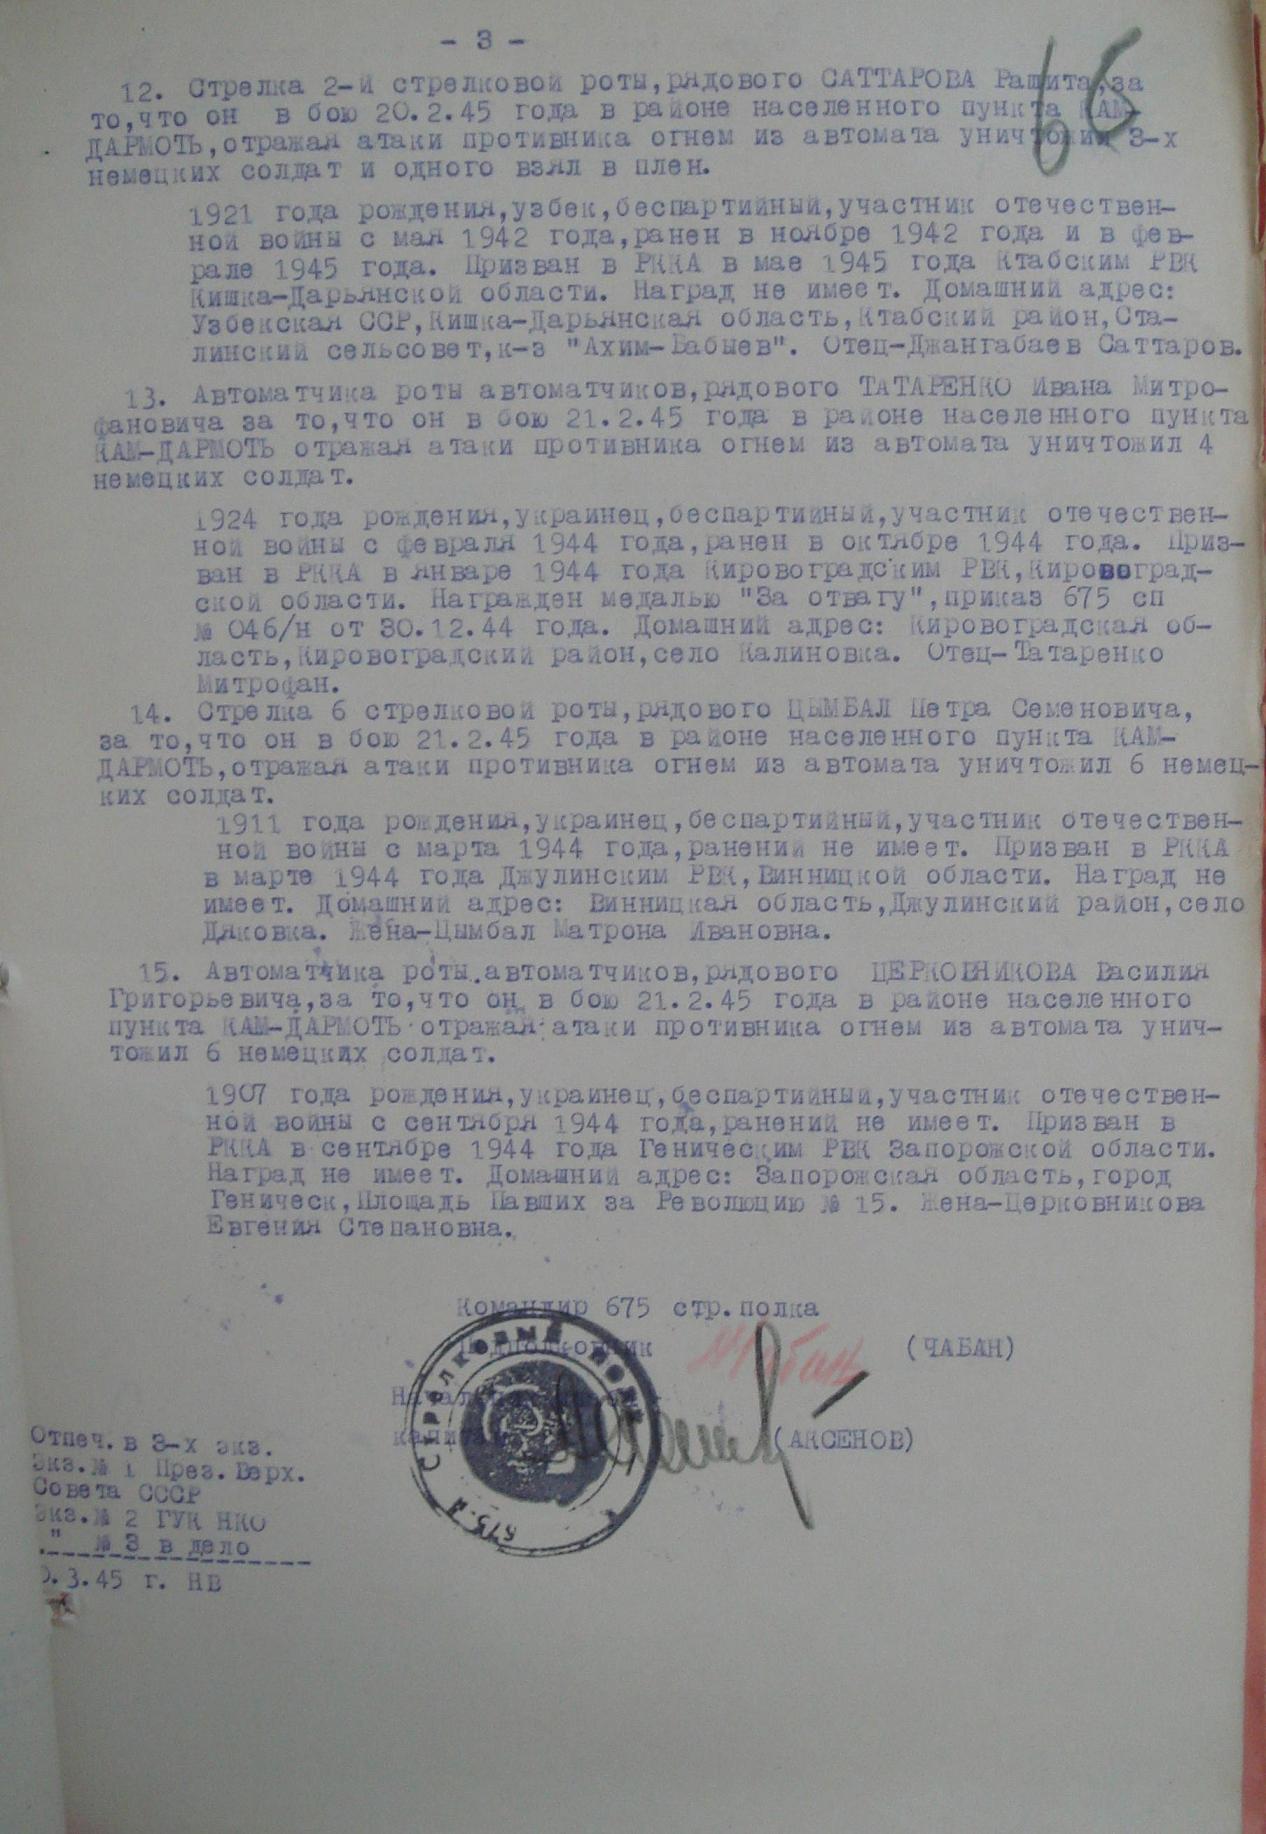 - 3 -
65
12. Стрелка 2-й стрелковой роты,рядового САТТАРОВА Рашита,за
то,что он в бою 20.2.45 года в районе населенного пункта КАМ-
ДАРМОТЬ,отражая атаки противника огнем из автомата уничтожил 3-х
немецких солдат и одного взял в плен.
1921 года рождения,узбек,беспартийный,участник отечествен-
ной войны с мая 1942 года,ранен в ноябре 1942 года и в фев-
рале 1945 года. Призван в РККА в мае 1945 года Ктабским РВК
Кишка-Дарьянской области. Наград не имеет. Домашний адрес:
Узбекская ССР,Кишка-Дарьянская область,Ктабский район,Ста-
линский сельсовет,к-з "Ахим-Бабыев". Отец-Джангабаев Саттаров.
13. Автоматчика роты автоматчиков,рядового ТАТАРЕНКО Ивана Митро-
фановича за то,что он в бою 21.2.45 года в районе населенного пункта
КАМ-ДАРМОТЬ отражая атаки противника огнем из автомата уничтожил 4
немецких солдат.
1924 года рождения,украинец,беспартийный,участник отечествен-
ной войны с февраля 1944 года,ранен в октябре 1944 года. Приз-
ван в РККА в январе 1944 года Кировоградским РВК,Кировоград-
ской области. Награжден медалью "За отвагу",приказ 675 сп
№ 046/н от 30.12.44 года. Домашний адрес: Кировоградская об-
ласть,Кировоградский район,село Калиновка. Отец-Татаренко
Митрофан.
14. Стрелка 6 стрелковой роты,рядового ЦЫМБАЛ Петра Семеновича,
за то,что он в бою 21.2.45 года в районе населенного пункта КАМ-
ДАРМОТЬ,отражая атаки противника огнем из автомата уничтожил 6 немец-
ких солдат.
1911 года рождения,украинец,беспартийный,участник отечествен-
ной войны с марта 1944 года,ранений не имеет. Призван в РККА
в марте 1944 года Джулинским РВК,Винницкой области. Наград не
имеет. Домашний адрес: Винницкая область,Джулинский район,село
Дяковка. Жена-Цымбал Матрона Ивановна.
15. Автоматчика роты автоматчиков,рядового ЦЕРКОВНИКОВА Василия
Григорьевича,за то,что он в бою 21.2.45 года в районе населенного
пункта КАМ-ДАРМОТЬ отражая атаки противника огнем из автомата унич-
тожил 6 немецких солдат.
1907 года рождения,украинец,беспартийный,участник отечествен-
ной войны с сентября 1944 года,ранений не имеет. Призван в
РККА в сентябре 1944 года Геническим РВК Запорожской области.
Наград не имеет. Домашний адрес: Запорожская область,город
Геническ,Площадь Павших за Революцию № 15. Жена-Церковникова
Евгения Степановна.
Командир 675 стр.полка
Подполковник (ЧАБАН)
капитан (АКСЕНОВ)
675-й СТРЕЛКОВЫЙ ПОЛК
Отпеч.в 3-х экз.
Экз.№ 1 През.Верх.
Совета СССР
Экз.№ 2 ГУК НКО
" № 3 в дело
.3.45 г. НВ